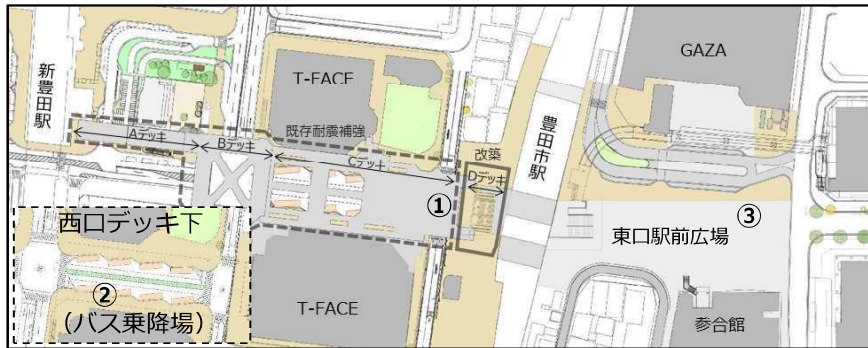 新豊田駅
T-FACE
既存耐震補強
Aデッキ
Bデッキ
Cデッキ
改築
Dデッキ
①
豊田市駅
GAZA
③
東口駅前広場
参合館
西口デッキ下
②
(バス乗降場)
T-FACE